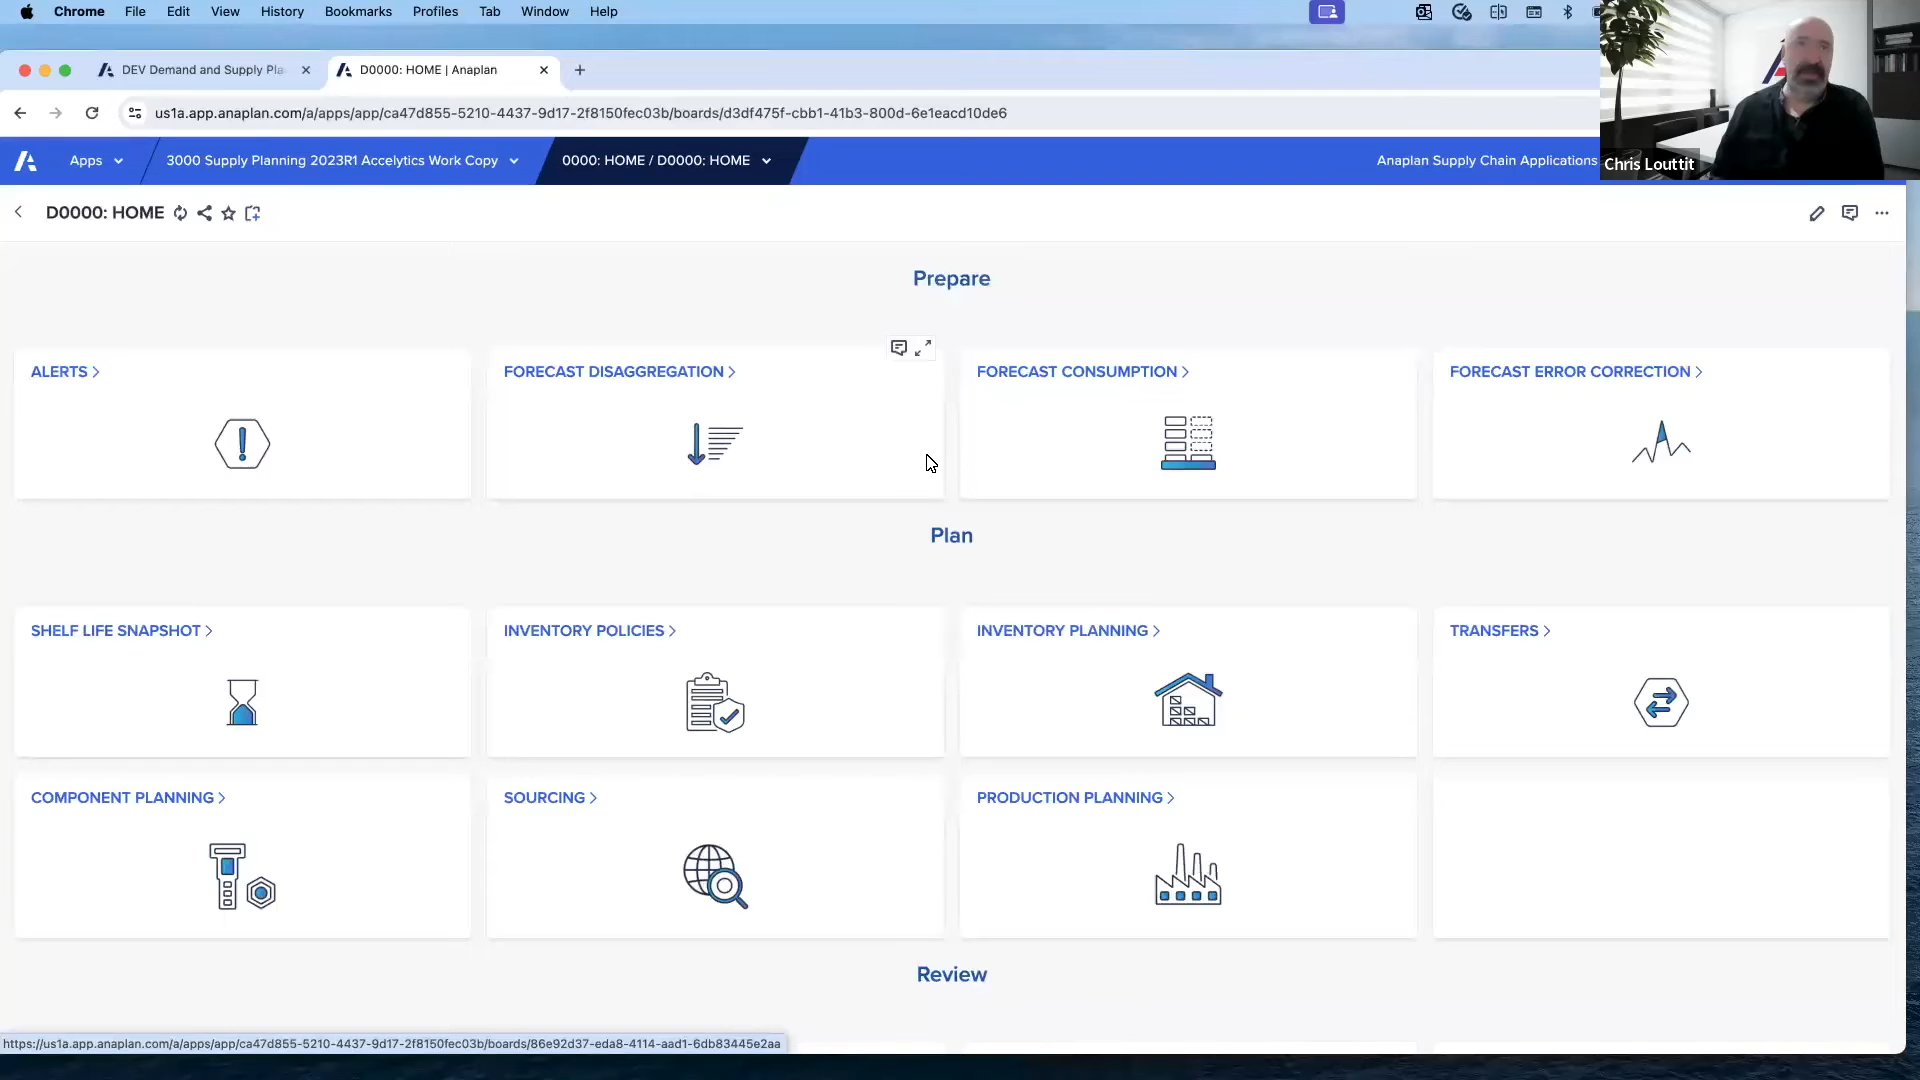 Chrome File Edit View History Bookmarks Profiles Tab Window Help
DEV Demand and Supply Pla
D0000: HOME | Anaplan
us1a.app.anaplan.com/a/apps/app/ca47d855-5210-4437-9d17-2f8150fec03b/boards/d3df475f-cbb1-41b3-800d-6e1eacd10de6
Apps
3000 Supply Planning 2023R1 Accelytics Work Copy
0000: HOME / D0000: HOME
Anaplan Supply Chain Applications
Chris Louttit
D0000: HOME
Prepare
ALERTS
FORECAST DISAGGREGATION
FORECAST CONSUMPTION
FORECAST ERROR CORRECTION
Plan
SHELF LIFE SNAPSHOT
INVENTORY POLICIES
INVENTORY PLANNING
TRANSFERS
COMPONENT PLANNING
SOURCING
PRODUCTION PLANNING
Review
https://us1a.app.anaplan.com/a/apps/app/ca47d855-5210-4437-9d17-2f8150fec03b/boards/86e92d37-eda8-4114-aad1-6db83445e2aa